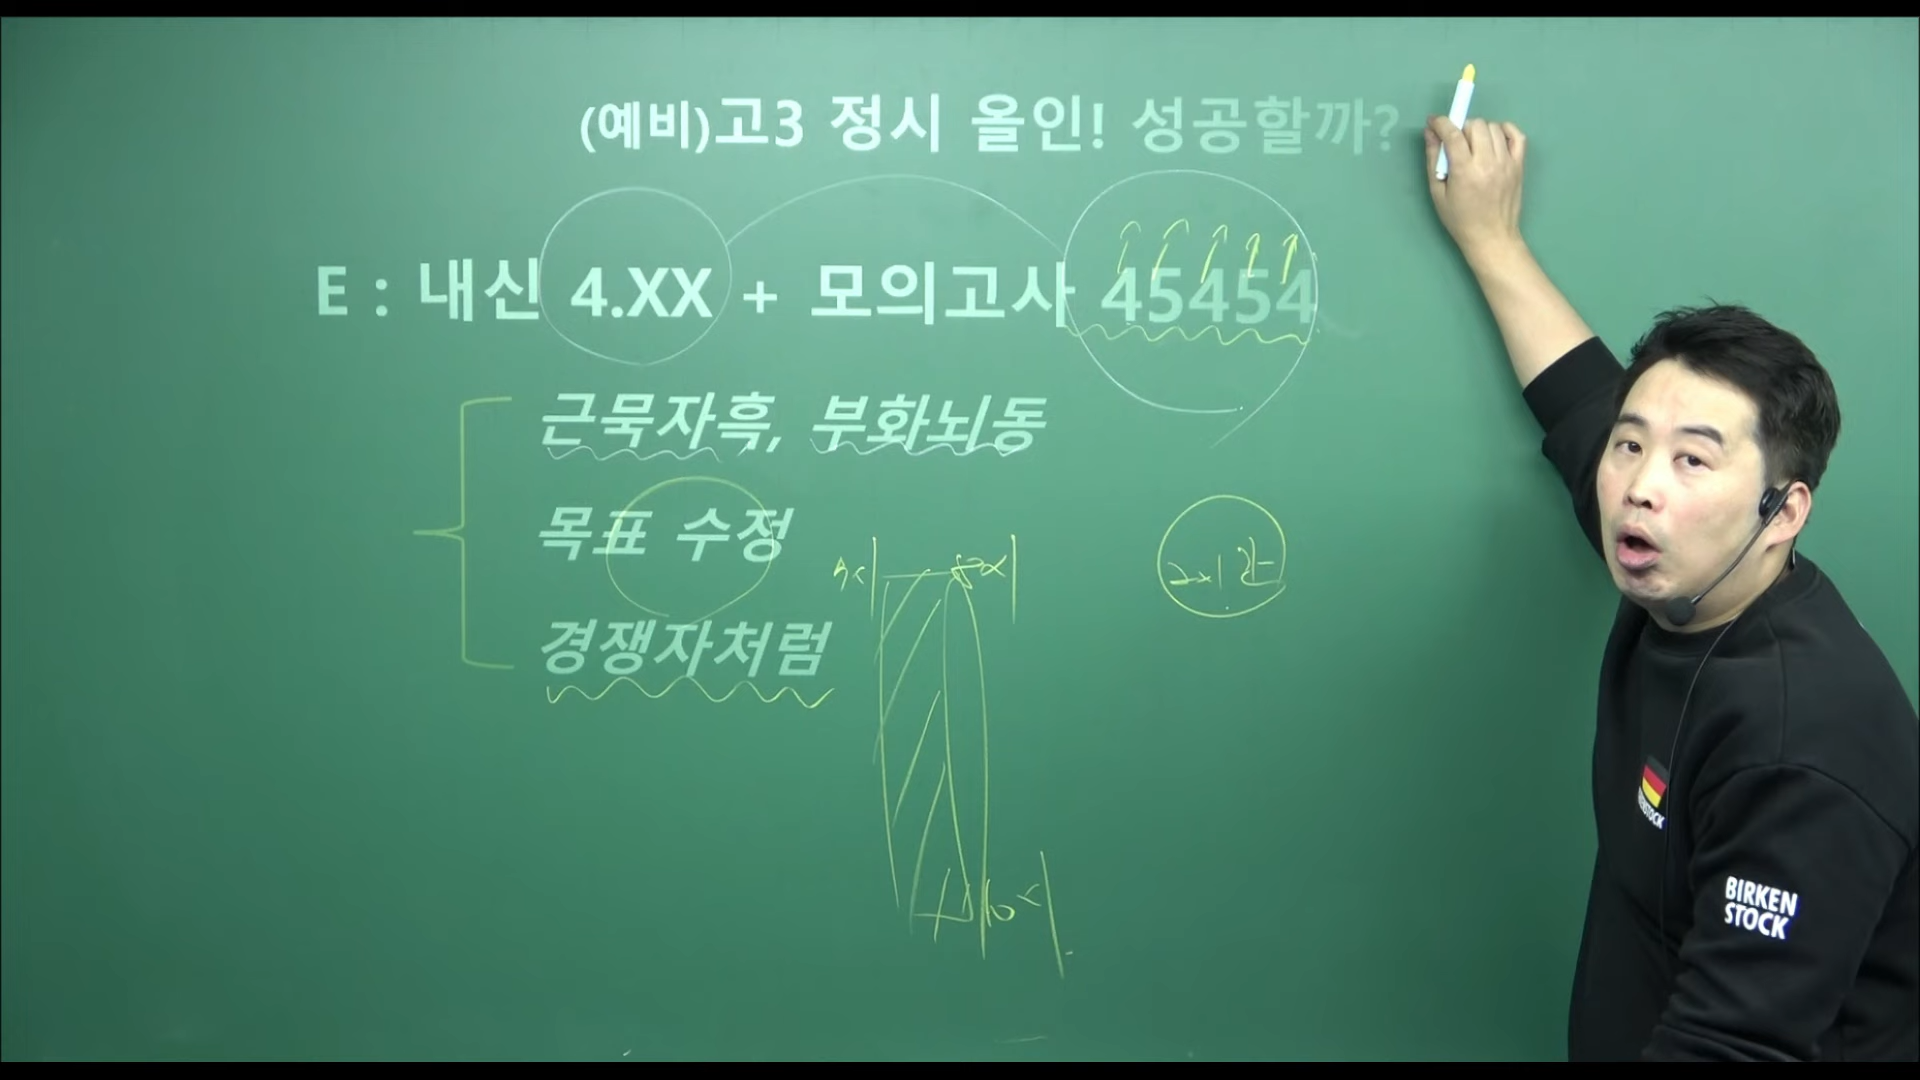 (예비)고3 정시 올인! 성공할까?
E : 내신 4.XX + 모의고사 45454
근묵자흑, 부화뇌동
목표 수정
경쟁자처럼
BIRKEN
STOCK